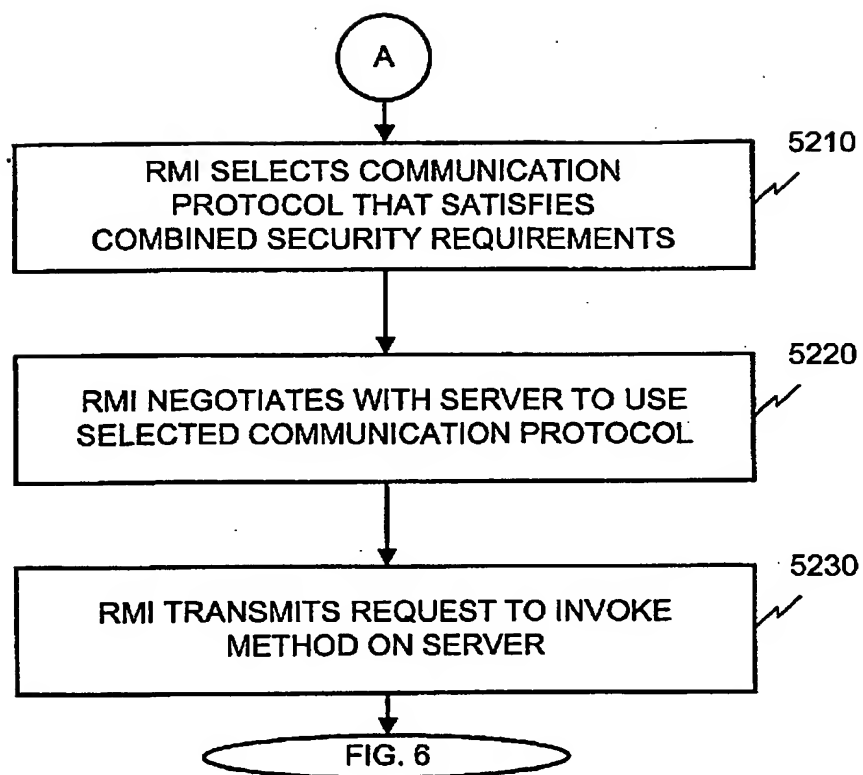 A
5210
RMI SELECTS COMMUNICATION
PROTOCOL THAT SATISFIES
COMBINED SECURITY REQUIREMENTS
5220
RMI NEGOTIATES WITH SERVER TO USE
SELECTED COMMUNICATION PROTOCOL
5230
RMI TRANSMITS REQUEST TO INVOKE
METHOD ON SERVER
FIG. 6